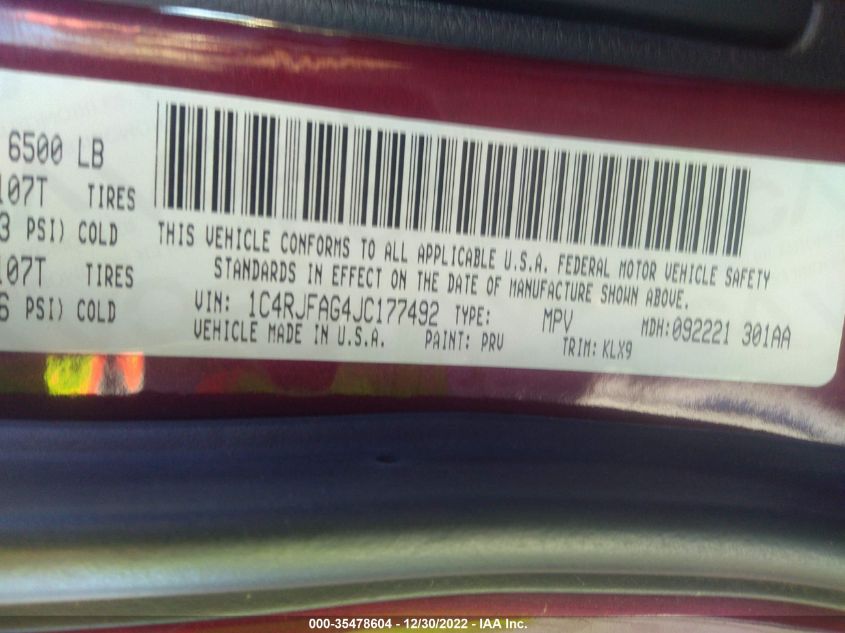 6500 LB
107T TIRES
3 PSI) COLD
107T TIRES
6 PSI) COLD
THIS VEHICLE CONFORMS TO ALL APPLICABLE U.S.A. FEDERAL MOTOR VEHICLE SAFETY
STANDARDS IN EFFECT ON THE DATE OF MANUFACTURE SHOWN ABOVE.
VIN: 1C4RJFAG4JC177492 TYPE: MPV MDH:092221 301AA
VEHICLE MADE IN U.S.A. PAINT: PRV TRIM: KLX9
000-35478604 - 12/30/2022 - IAA Inc.